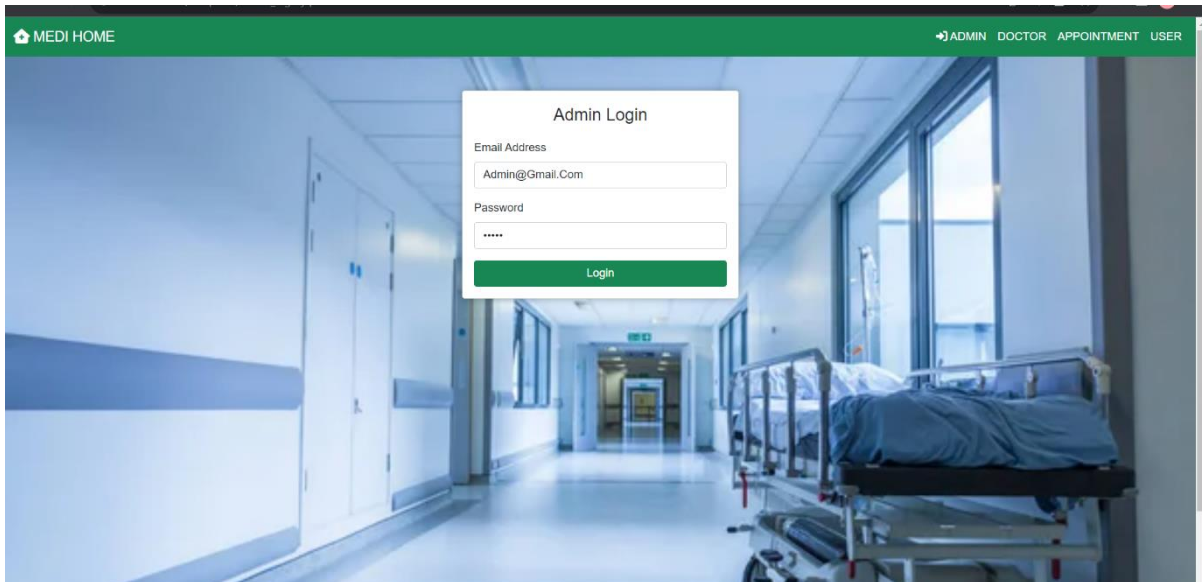 MEDI HOME
ADMIN DOCTOR APPOINTMENT USER
Admin Login
Email Address
Admin@Gmail.Com
Password
•••••
Login